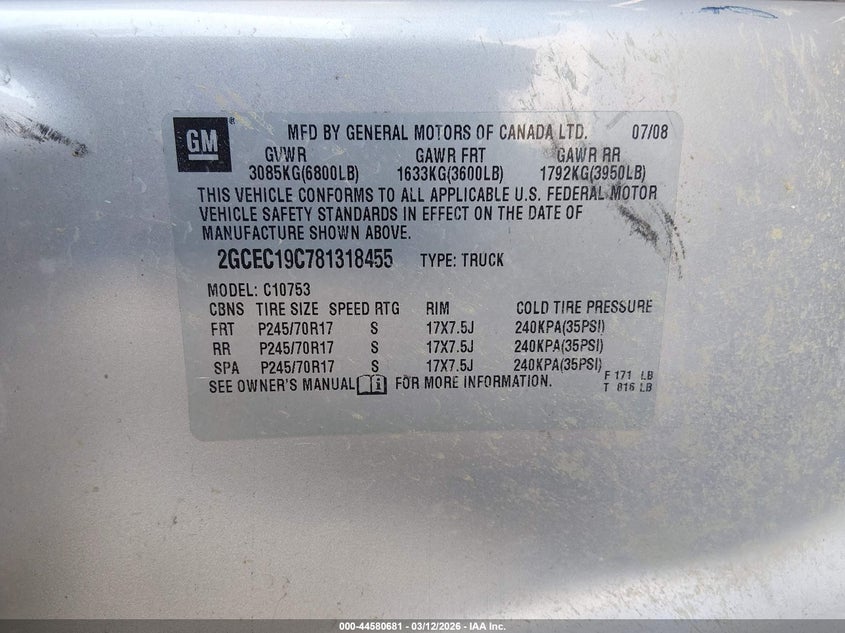 GM®
MFD BY GENERAL MOTORS OF CANADA LTD. 07/08
GVWR GAWR FRT GAWR RR
3085KG(6800LB) 1633KG(3600LB) 1792KG(3950LB)
THIS VEHICLE CONFORMS TO ALL APPLICABLE U.S. FEDERAL MOTOR
VEHICLE SAFETY STANDARDS IN EFFECT ON THE DATE OF
MANUFACTURE SHOWN ABOVE.
2GCEC19C781318455 TYPE: TRUCK
MODEL: C10753
CBNS TIRE SIZE SPEED RTG RIM COLD TIRE PRESSURE
FRT P245/70R17 S 17X7.5J 240KPA(35PSI)
RR P245/70R17 S 17X7.5J 240KPA(35PSI)
SPA P245/70R17 S 17X7.5J 240KPA(35PSI)
F 171 LB
SEE OWNER'S MANUAL FOR MORE INFORMATION.
T 816 LB
000-44580681 - 03/12/2026 - IAA Inc.